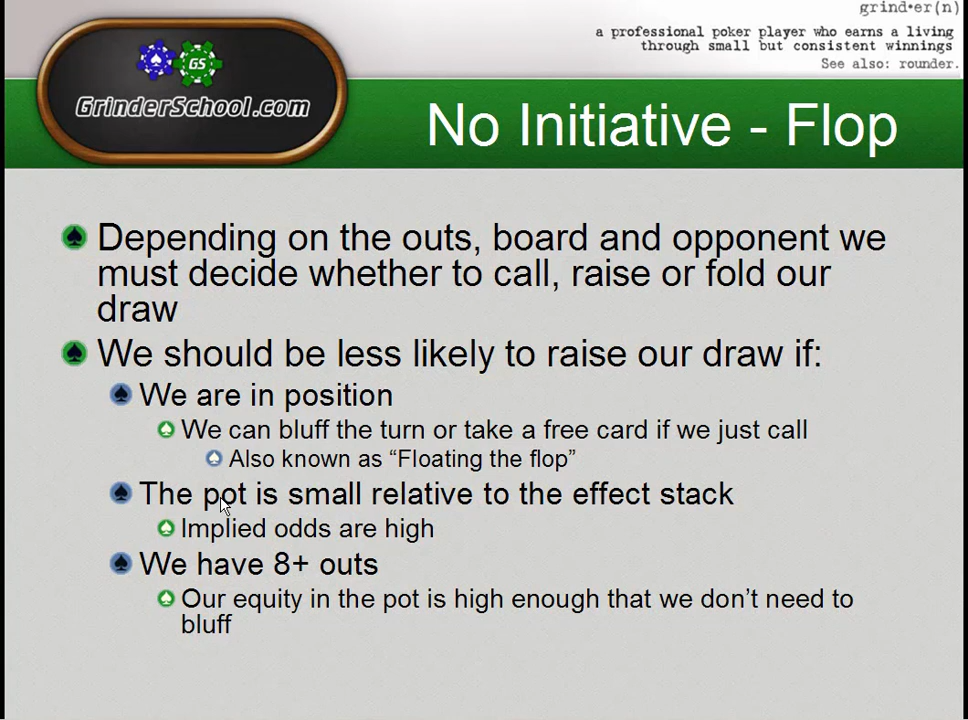 grind•er(n)
a professional poker player who earns a living
through small but consistent winnings
See also: rounder.
GS
GrinderSchool.com
No Initiative - Flop
Depending on the outs, board and opponent we
must decide whether to call, raise or fold our
draw
We should be less likely to raise our draw if:
We are in position
We can bluff the turn or take a free card if we just call
Also known as “Floating the flop”
The pot is small relative to the effect stack
Implied odds are high
We have 8+ outs
Our equity in the pot is high enough that we don’t need to
bluff